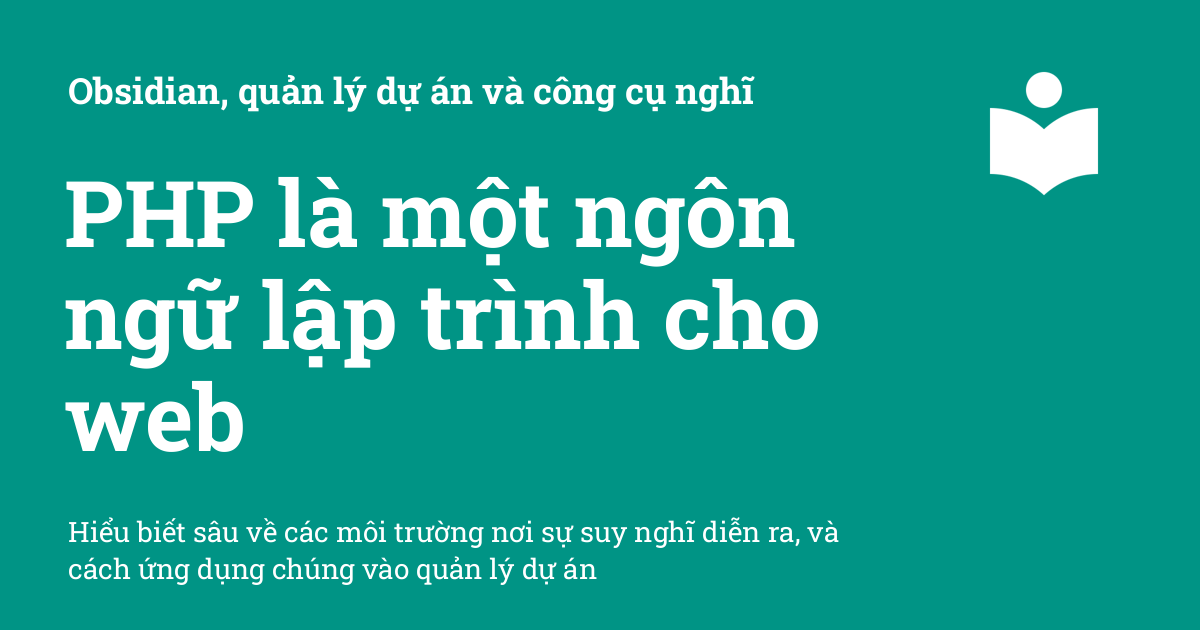 Obsidian, quản lý dự án và công cụ nghĩ
PHP là một ngôn
ngữ lập trình cho
web
Hiểu biết sâu về các môi trường nơi sự suy nghĩ diễn ra, và
cách ứng dụng chúng vào quản lý dự án